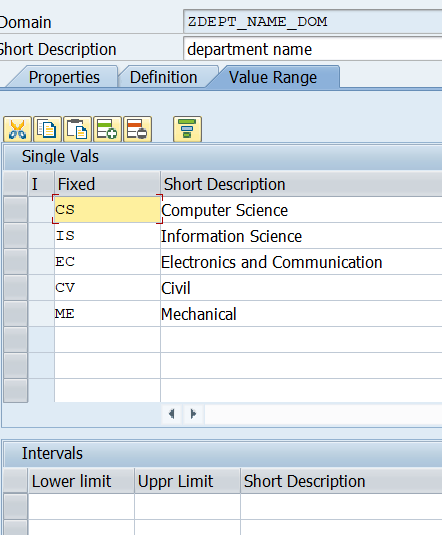 Domain ZDEPT_NAME_DOM
Short Description department name
Properties Definition Value Range
Single Vals
I Fixed Short Description
CS Computer Science
IS Information Science
EC Electronics and Communication
CV Civil
ME Mechanical
Intervals
Lower limit Uppr Limit Short Description